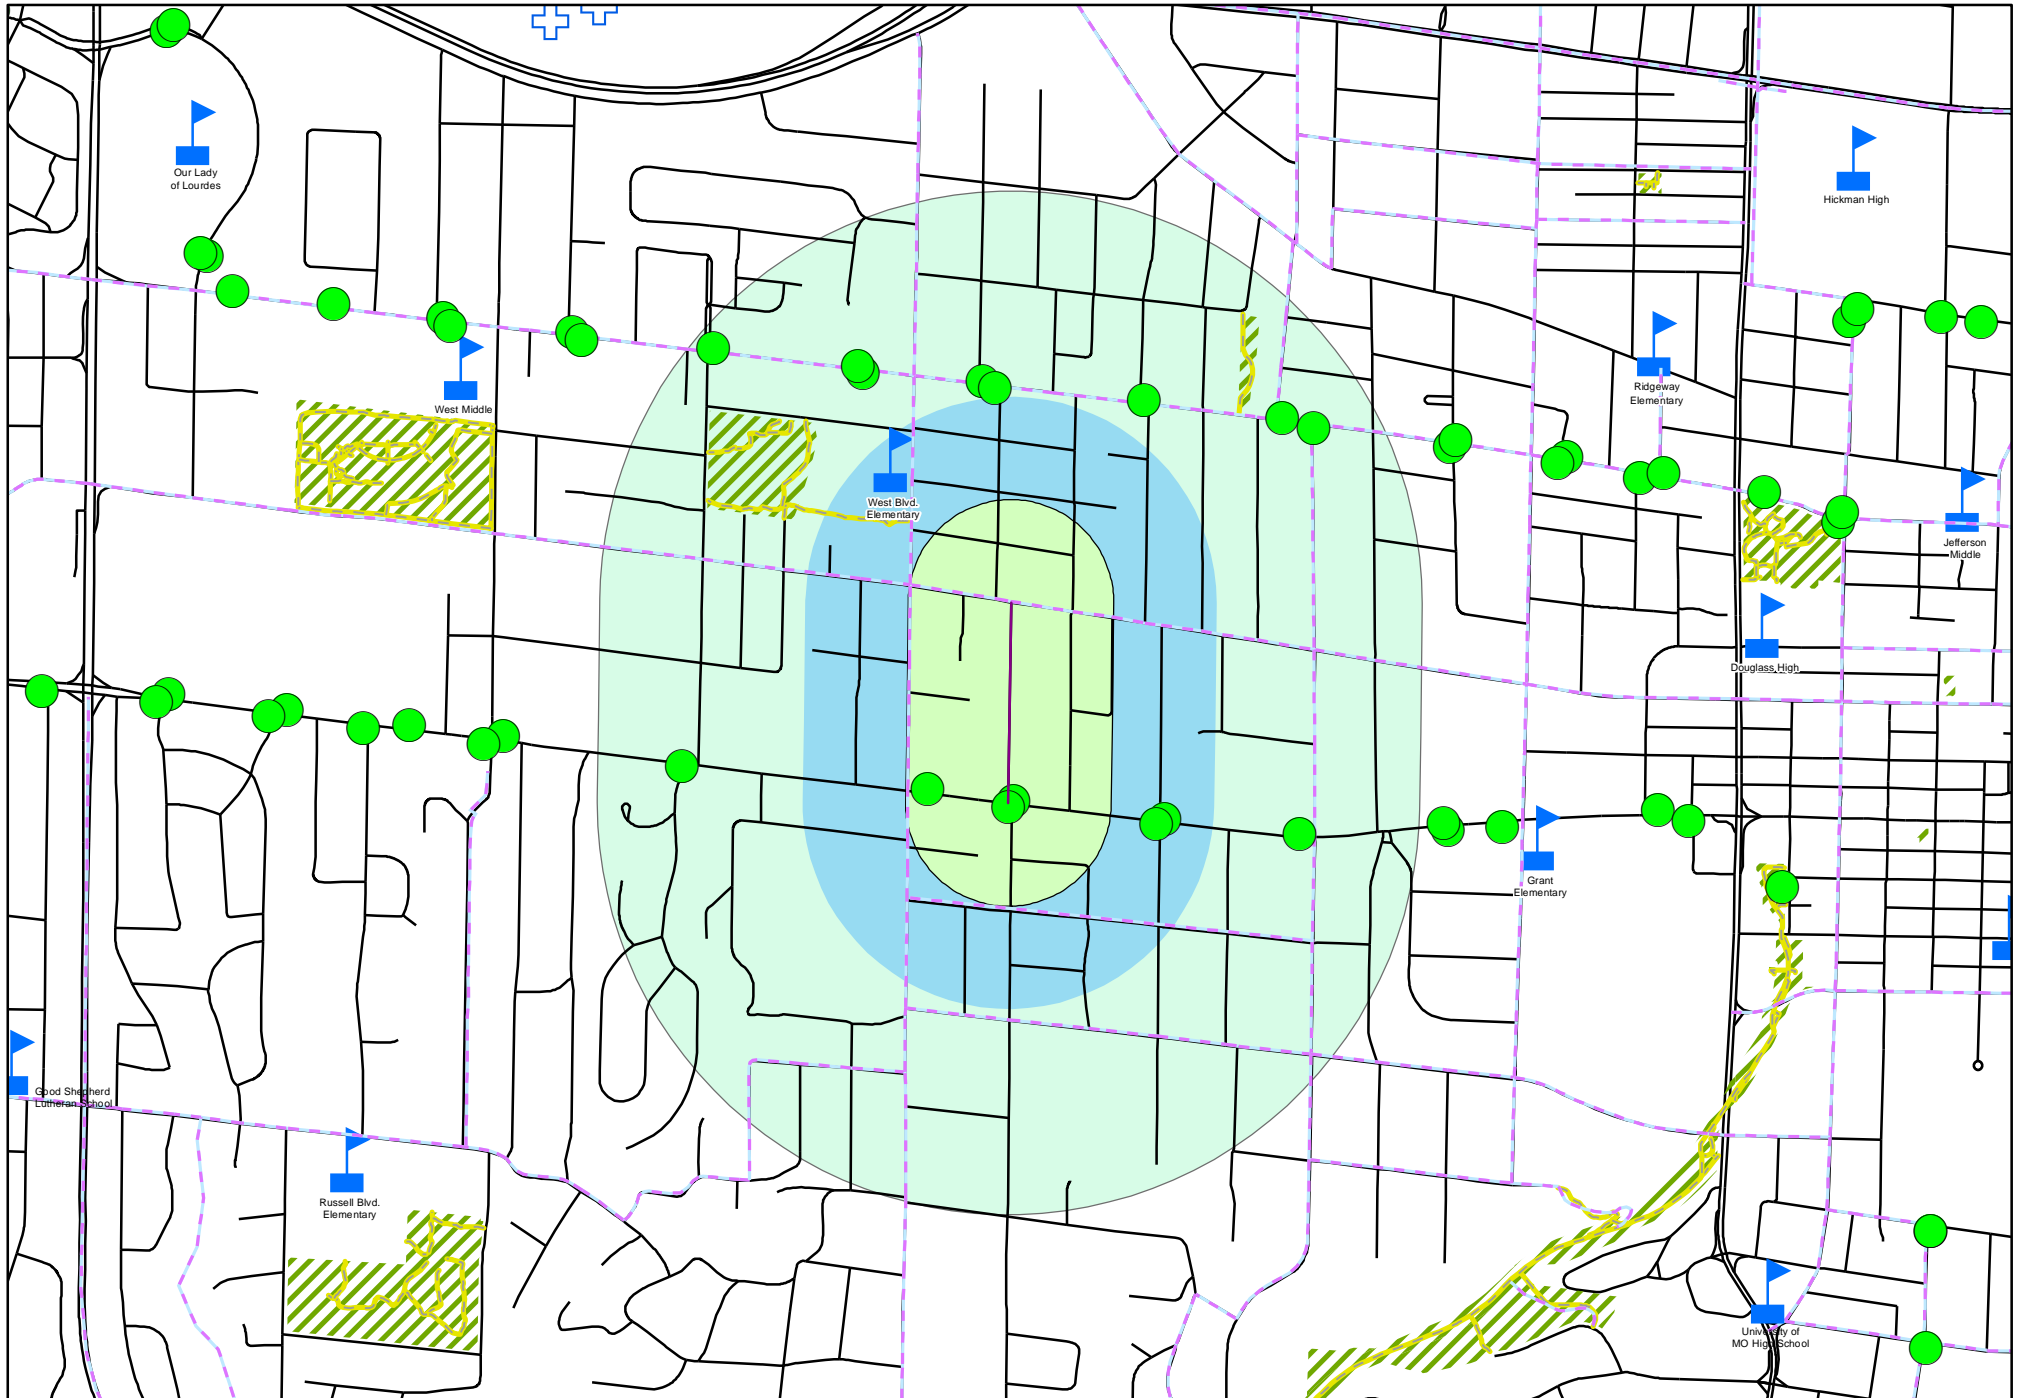 Our Lady
of Lourdes
Hickman High
West Middle
Ridgeway
Elementary
West Blvd.
Elementary
Jefferson
Middle
Douglass High
Grant
Elementary
Good Shepherd
Lutheran School
Russell Blvd.
Elementary
University of
MO High School